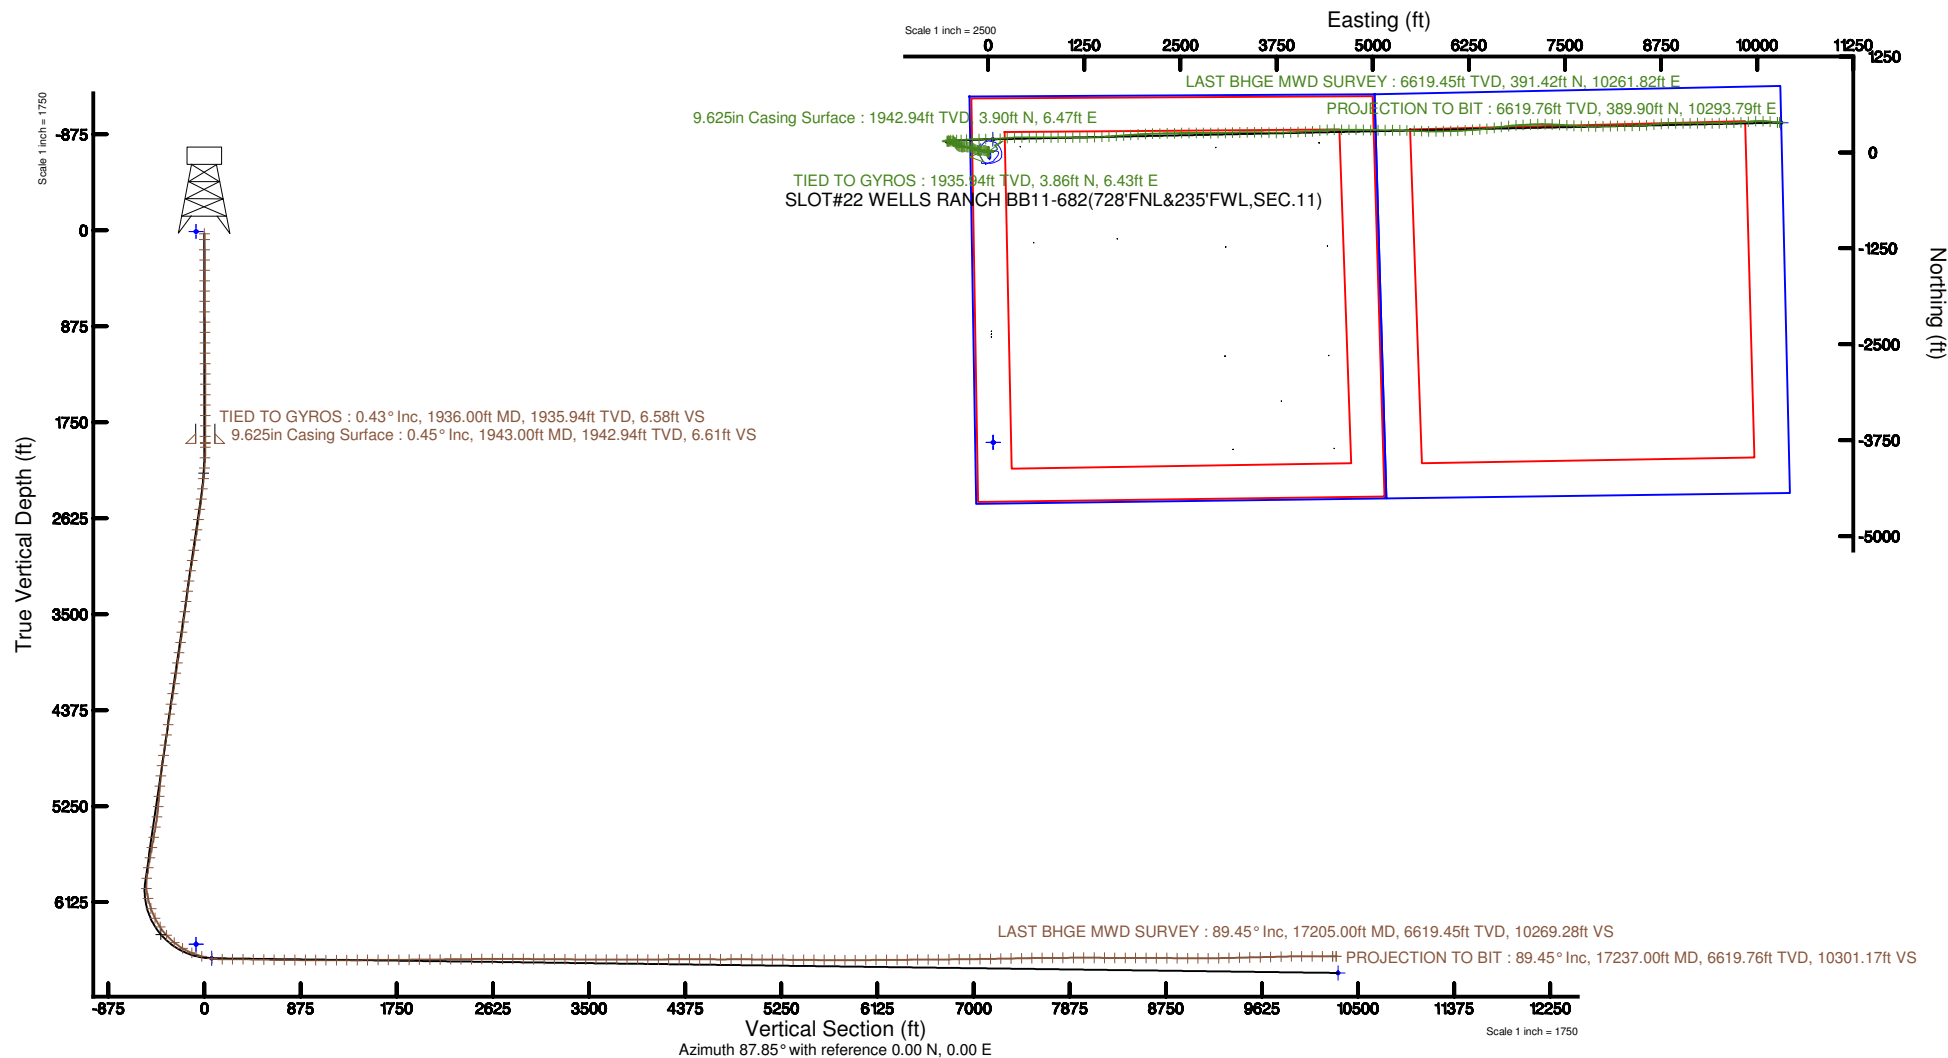 Easting (ft)
Scale 1 inch = 2500
0 1250 2500 3750 5000 6250 7500 8750 10000 11250
1250
0
-1250
-2500
-3750
-5000
Northing (ft)
LAST BHGE MWD SURVEY : 6619.45ft TVD, 391.42ft N, 10261.82ft E
PROJECTION TO BIT : 6619.76ft TVD, 389.90ft N, 10293.79ft E
9.625in Casing Surface : 1942.94ft TVD, 3.90ft N, 6.47ft E
TIED TO GYROS : 1935.94ft TVD, 3.86ft N, 6.43ft E
SLOT#22 WELLS RANCH BB11-682(728'FNL&235'FWL,SEC.11)
Scale 1 inch = 1750
-875
0
875
1750
2625
3500
4375
5250
6125
True Vertical Depth (ft)
TIED TO GYROS : 0.43° Inc, 1936.00ft MD, 1935.94ft TVD, 6.58ft VS
9.625in Casing Surface : 0.45° Inc, 1943.00ft MD, 1942.94ft TVD, 6.61ft VS
LAST BHGE MWD SURVEY : 89.45° Inc, 17205.00ft MD, 6619.45ft TVD, 10269.28ft VS
PROJECTION TO BIT : 89.45° Inc, 17237.00ft MD, 6619.76ft TVD, 10301.17ft VS
-875 0 875 1750 2625 3500 4375 5250 6125 7000 7875 8750 9625 10500 11375 12250
Vertical Section (ft)
Scale 1 inch = 1750
Azimuth 87.85° with reference 0.00 N, 0.00 E